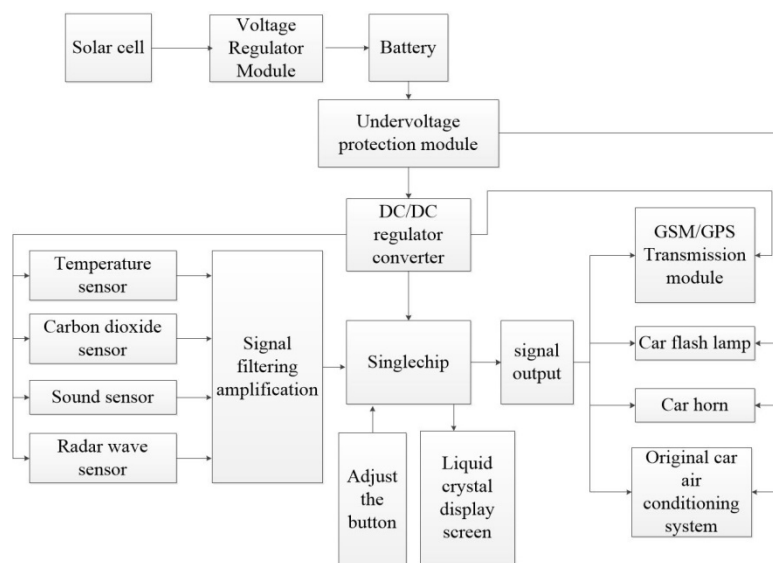 Solar cell
Voltage
Regulator
Module
Battery
Undervoltage
protection module
DC/DC
regulator
converter
GSM/GPS
Transmission
module
Temperature
sensor
Carbon dioxide
sensor
Sound sensor
Radar wave
sensor
Signal
filtering
amplification
Singlechip
signal
output
Car flash lamp
Car horn
Original car
air
conditioning
system
Adjust
the
button
Liquid
crystal
display
screen